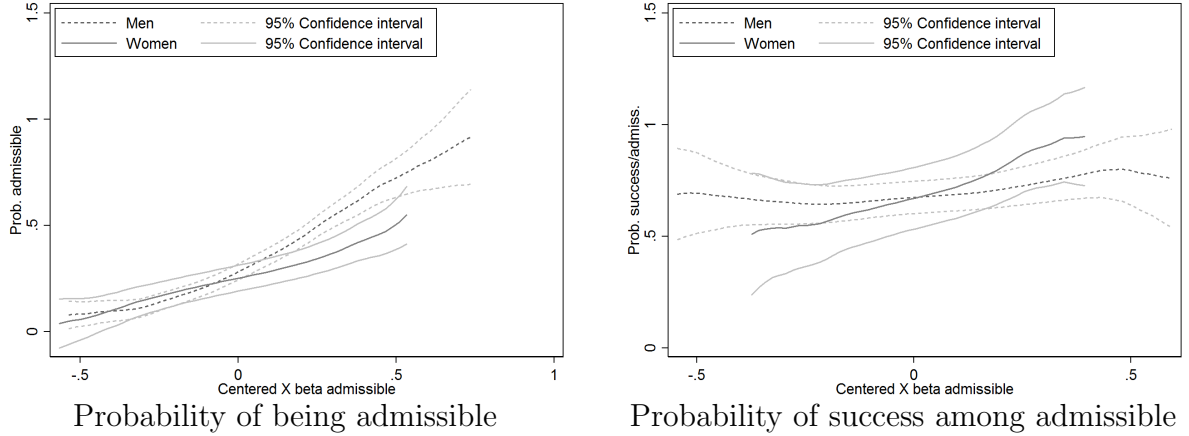 Men 95% Confidence interval
Women 95% Confidence interval
Prob. admissible
1.5
1
.5
0
-.5 0 .5 1
Centered X beta admissible
Probability of being admissible
Men 95% Confidence interval
Women 95% Confidence interval
Prob. success/admiss.
1.5
1
.5
0
-.5 0 .5
Centered X beta admissible
Probability of success among admissible